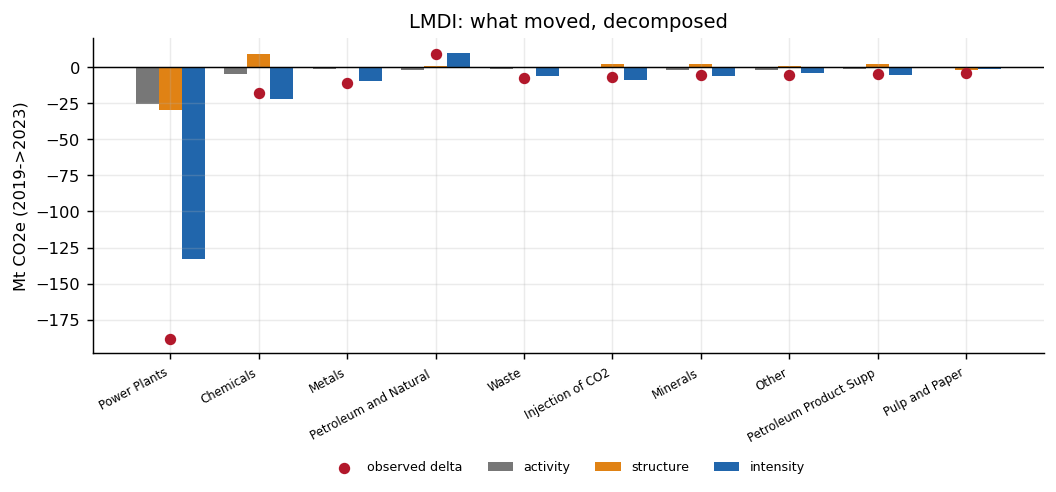 LMDI: what moved, decomposed
Mt CO2e (2019->2023)
0
−25
−50
−75
−100
−125
−150
−175
Power Plants
Chemicals
Metals
Petroleum and Natural
Waste
Injection of CO2
Minerals
Other
Petroleum Product Supp
Pulp and Paper
observed delta
activity
structure
intensity